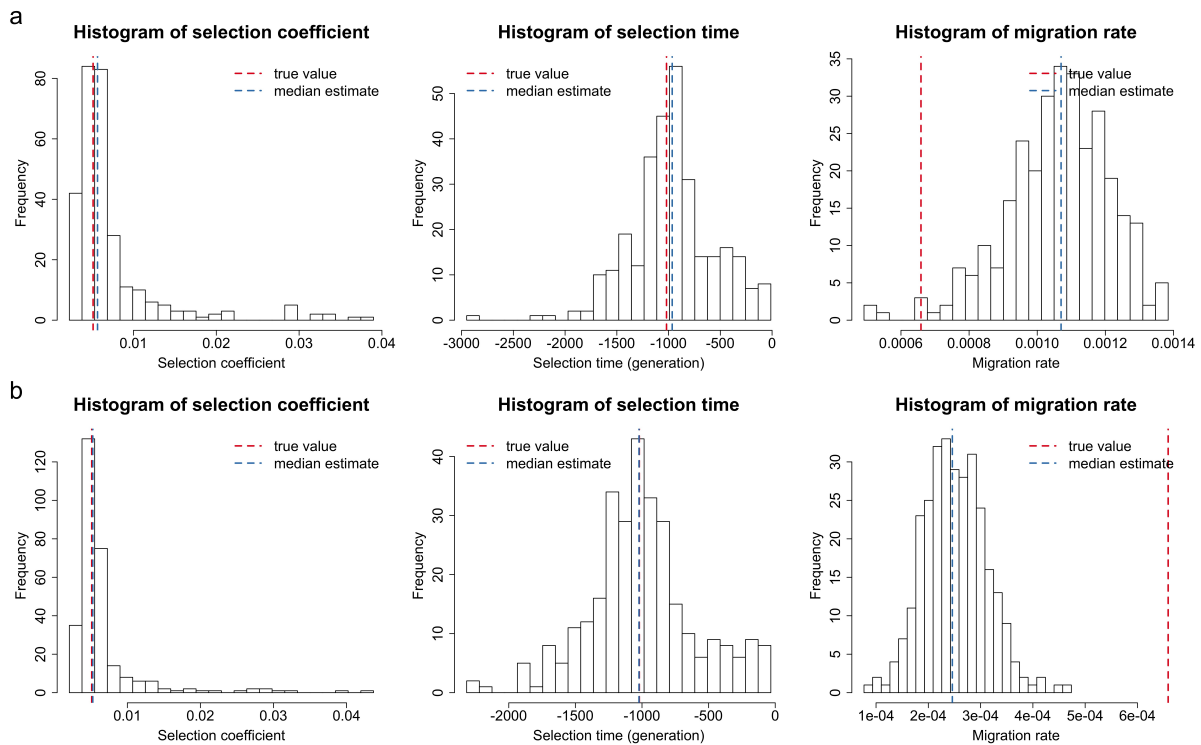 a
Histogram of selection coefficient
true value
median estimate
Frequency
0
20
40
60
80
0.01
0.02
0.03
0.04
Selection coefficient
Histogram of selection time
true value
median estimate
Frequency
0
10
20
30
40
50
-3000
-2500
-2000
-1500
-1000
-500
0
Selection time (generation)
Histogram of migration rate
true value
median estimate
Frequency
0
5
10
15
20
25
30
35
0.0006
0.0008
0.0010
0.0012
0.0014
Migration rate
b
Histogram of selection coefficient
true value
median estimate
Frequency
0
20
40
60
80
100
120
0.01
0.02
0.03
0.04
Selection coefficient
Histogram of selection time
true value
median estimate
Frequency
0
10
20
30
40
-2000
-1500
-1000
-500
0
Selection time (generation)
Histogram of migration rate
true value
median estimate
Frequency
0
5
10
15
20
25
30
1e-04
2e-04
3e-04
4e-04
5e-04
6e-04
Migration rate